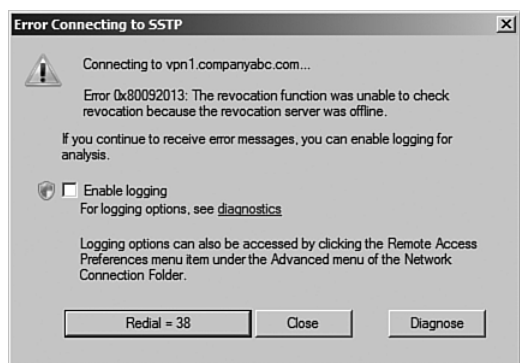 Error Connecting to SSTP
Connecting to vpn1.companyabc.com...
Error 0x80092013: The revocation function was unable to check
revocation because the revocation server was offline.
If you continue to receive error messages, you can enable logging for
analysis.
Enable logging
For logging options, see diagnostics
Logging options can also be accessed by clicking the Remote Access
Preferences menu item under the Advanced menu of the Network
Connection Folder.
Redial = 38
Close
Diagnose